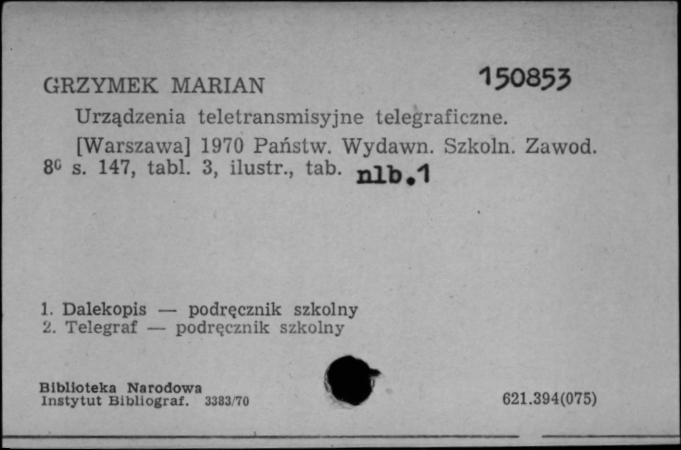 GRZYMEK MARIAN 150853
Urządzenia teletransmisyjne telegraficzne.
[Warszawa] 1970 Państw. Wydawn. Szkoln. Zawod.
8⁰ s. 147, tabl. 3, ilustr., tab. nlb.1
1. Dalekopis — podręcznik szkolny
2. Telegraf — podręcznik szkolny
Biblioteka Narodowa
Instytut Bibliograf. 3383/70 621.394(075)